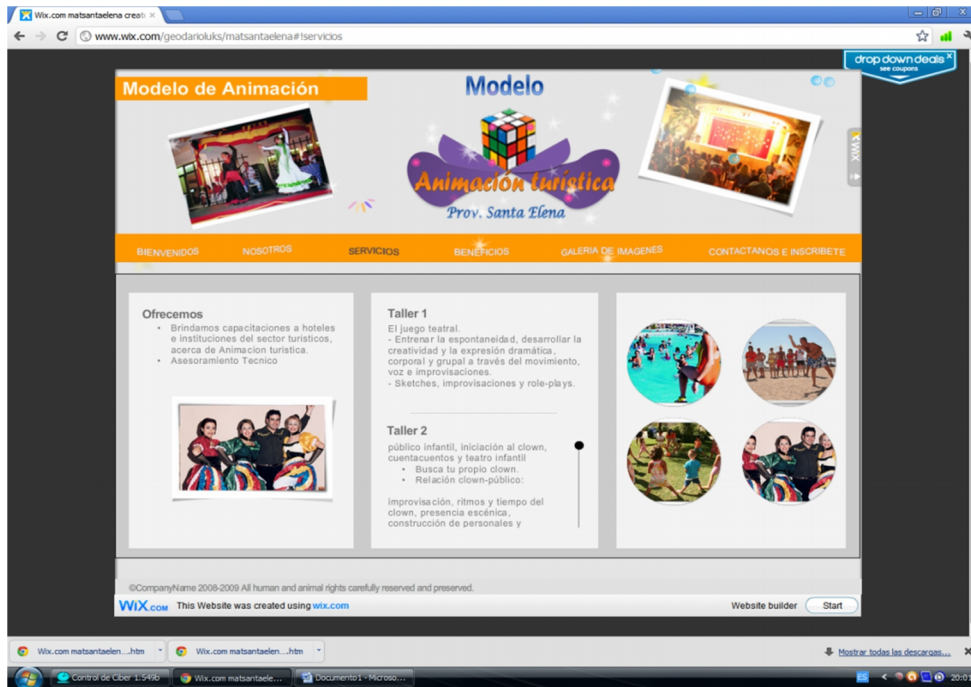 Wix.com matsantaelena creat
www.wix.com/geodarioluks/matsantaelena#!servicios
drop down deals
see coupons
Modelo de Animación
Modelo
Animación turística
Prov. Santa Elena
WiX
BIENVENIDOS NOSOTROS SERVICIOS BENEFICIOS GALERIA DE IMAGENES CONTACTANOS E INSCRIBETE
Ofrecemos
• Brindamos capacitaciones a hoteles
e instituciones del sector turisticos,
acerca de Animacion turistica.
• Asesoramiento Tecnico
Taller 1
El juego teatral.
- Entrenar la espontaneidad, desarrollar la
creatividad y la expresión dramática,
corporal y grupal a través del movimiento,
voz e improvisaciones.
- Sketches, improvisaciones y role-plays.
Taller 2
público infantil, iniciación al clown,
cuentacuentos y teatro infantil
• Busca tu propio clown.
• Relación clown-público:
improvisación, ritmos y tiempo del
clown, presencia escénica,
construcción de personales y
©CompanyName 2008-2009 All human and animal rights carefully reserved and preserved.
WiX.com This Website was created using wix.com
Website builder Start
Wix.com matsantaelen....htm
Wix.com matsantaelen....htm
Mostrar todas las descargas...
Control de Ciber 1.549b
Wix.com matsantaele...
Documento1 - Microso...
ES
20:01